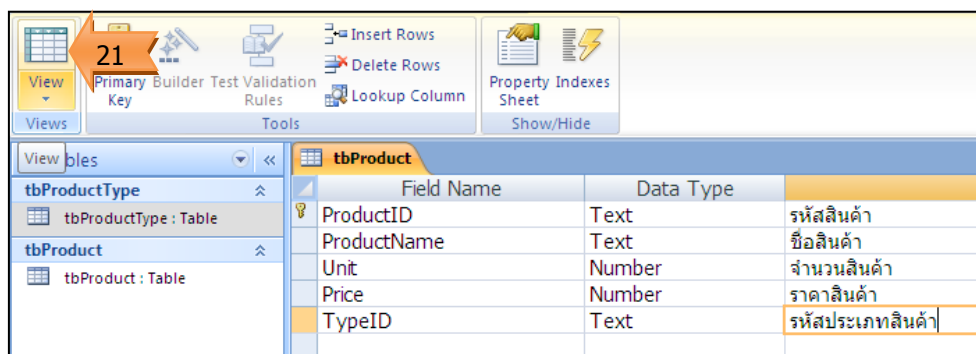 21
View
Primary Key
Builder
Test Validation Rules
Insert Rows
Delete Rows
Lookup Column
Property Sheet
Indexes
Views
Tools
Show/Hide
View
bles
tbProductType
tbProductType : Table
tbProduct
tbProduct : Table
tbProduct
Field Name Data Type
ProductID Text รหัสสินค้า
ProductName Text ชื่อสินค้า
Unit Number จำนวนสินค้า
Price Number ราคาสินค้า
TypeID Text รหัสประเภทสินค้า